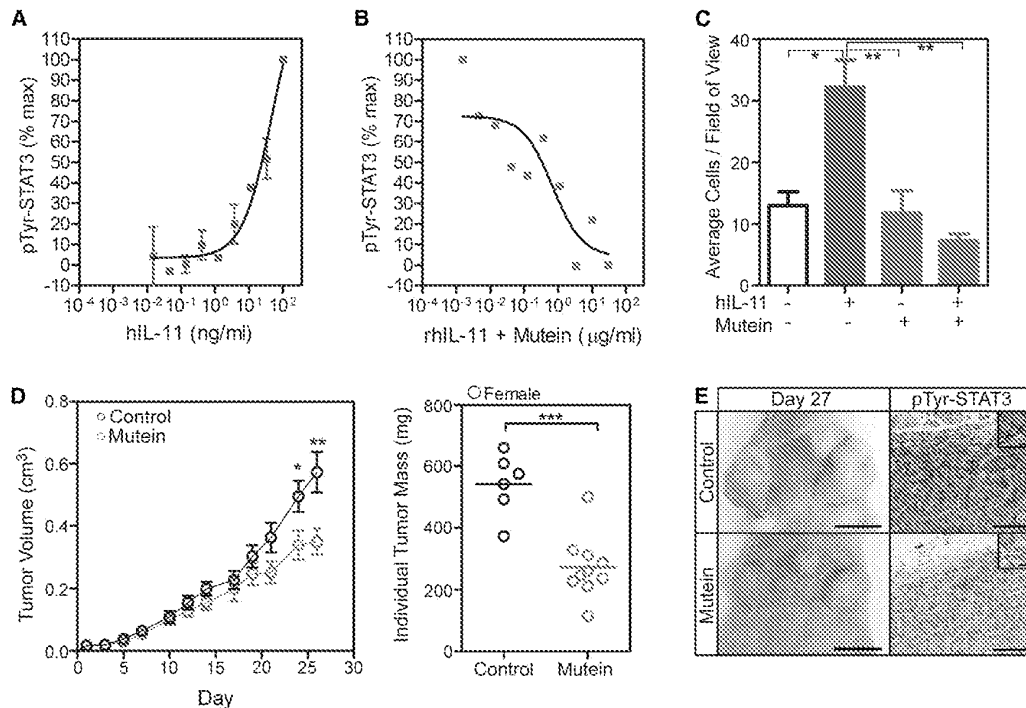 A
pTyr-STAT3 (% max)
110
100
90
80
70
60
50
40
30
20
10
0
-10
10⁻⁴ 10⁻³ 10⁻² 10⁻¹ 10⁰ 10¹ 10² 10³
hIL-11 (ng/ml)
B
pTyr-STAT3 (% max)
110
100
90
80
70
60
50
40
30
20
10
0
-10
10⁻⁴ 10⁻³ 10⁻² 10⁻¹ 10⁰ 10¹ 10²
rhIL-11 + Mutein (μg/ml)
C
Average Cells / Field of View
40
30
20
10
0
* ** **
hIL-11 - + - +
Mutein - - + +
D
Tumor Volume (cm³)
0.8
0.6
0.4
0.2
0.0
Control
Mutein
* **
0 5 10 15 20 25 30
Day
Female
Individual Tumor Mass (mg)
800
600
400
200
0
***
Control Mutein
E
Day 27 pTyr-STAT3
Control
Mutein